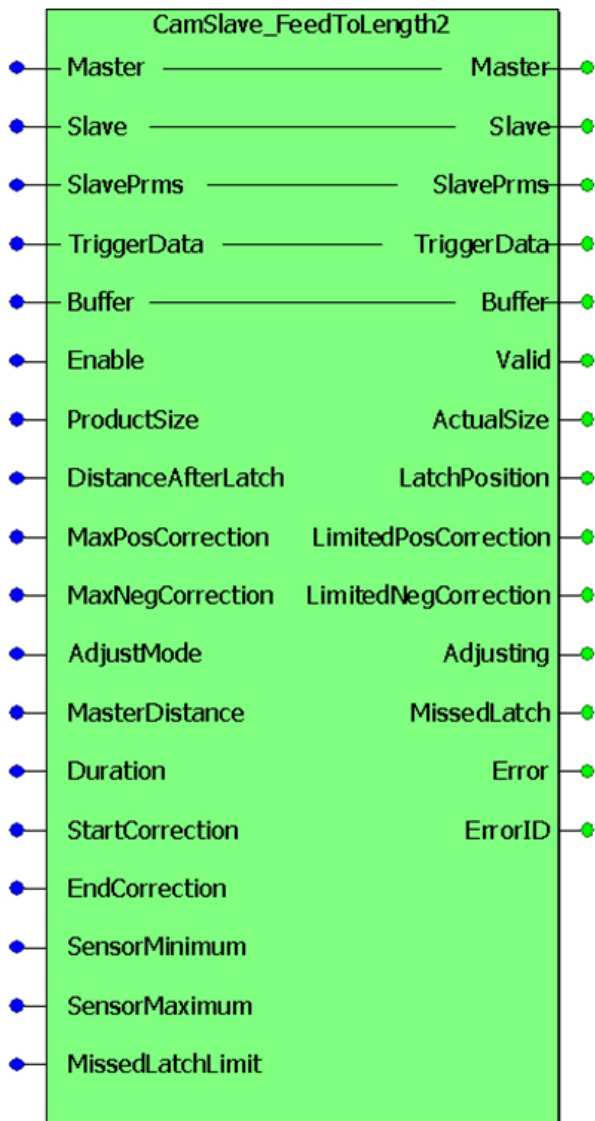 CamSlave_FeedToLength2
Master Master
Slave Slave
SlavePrms SlavePrms
TriggerData TriggerData
Buffer Buffer
Enable Valid
ProductSize ActualSize
DistanceAfterLatch LatchPosition
MaxPosCorrection LimitedPosCorrection
MaxNegCorrection LimitedNegCorrection
AdjustMode Adjusting
MasterDistance MissedLatch
Duration Error
StartCorrection ErrorID
EndCorrection
SensorMinimum
SensorMaximum
MissedLatchLimit